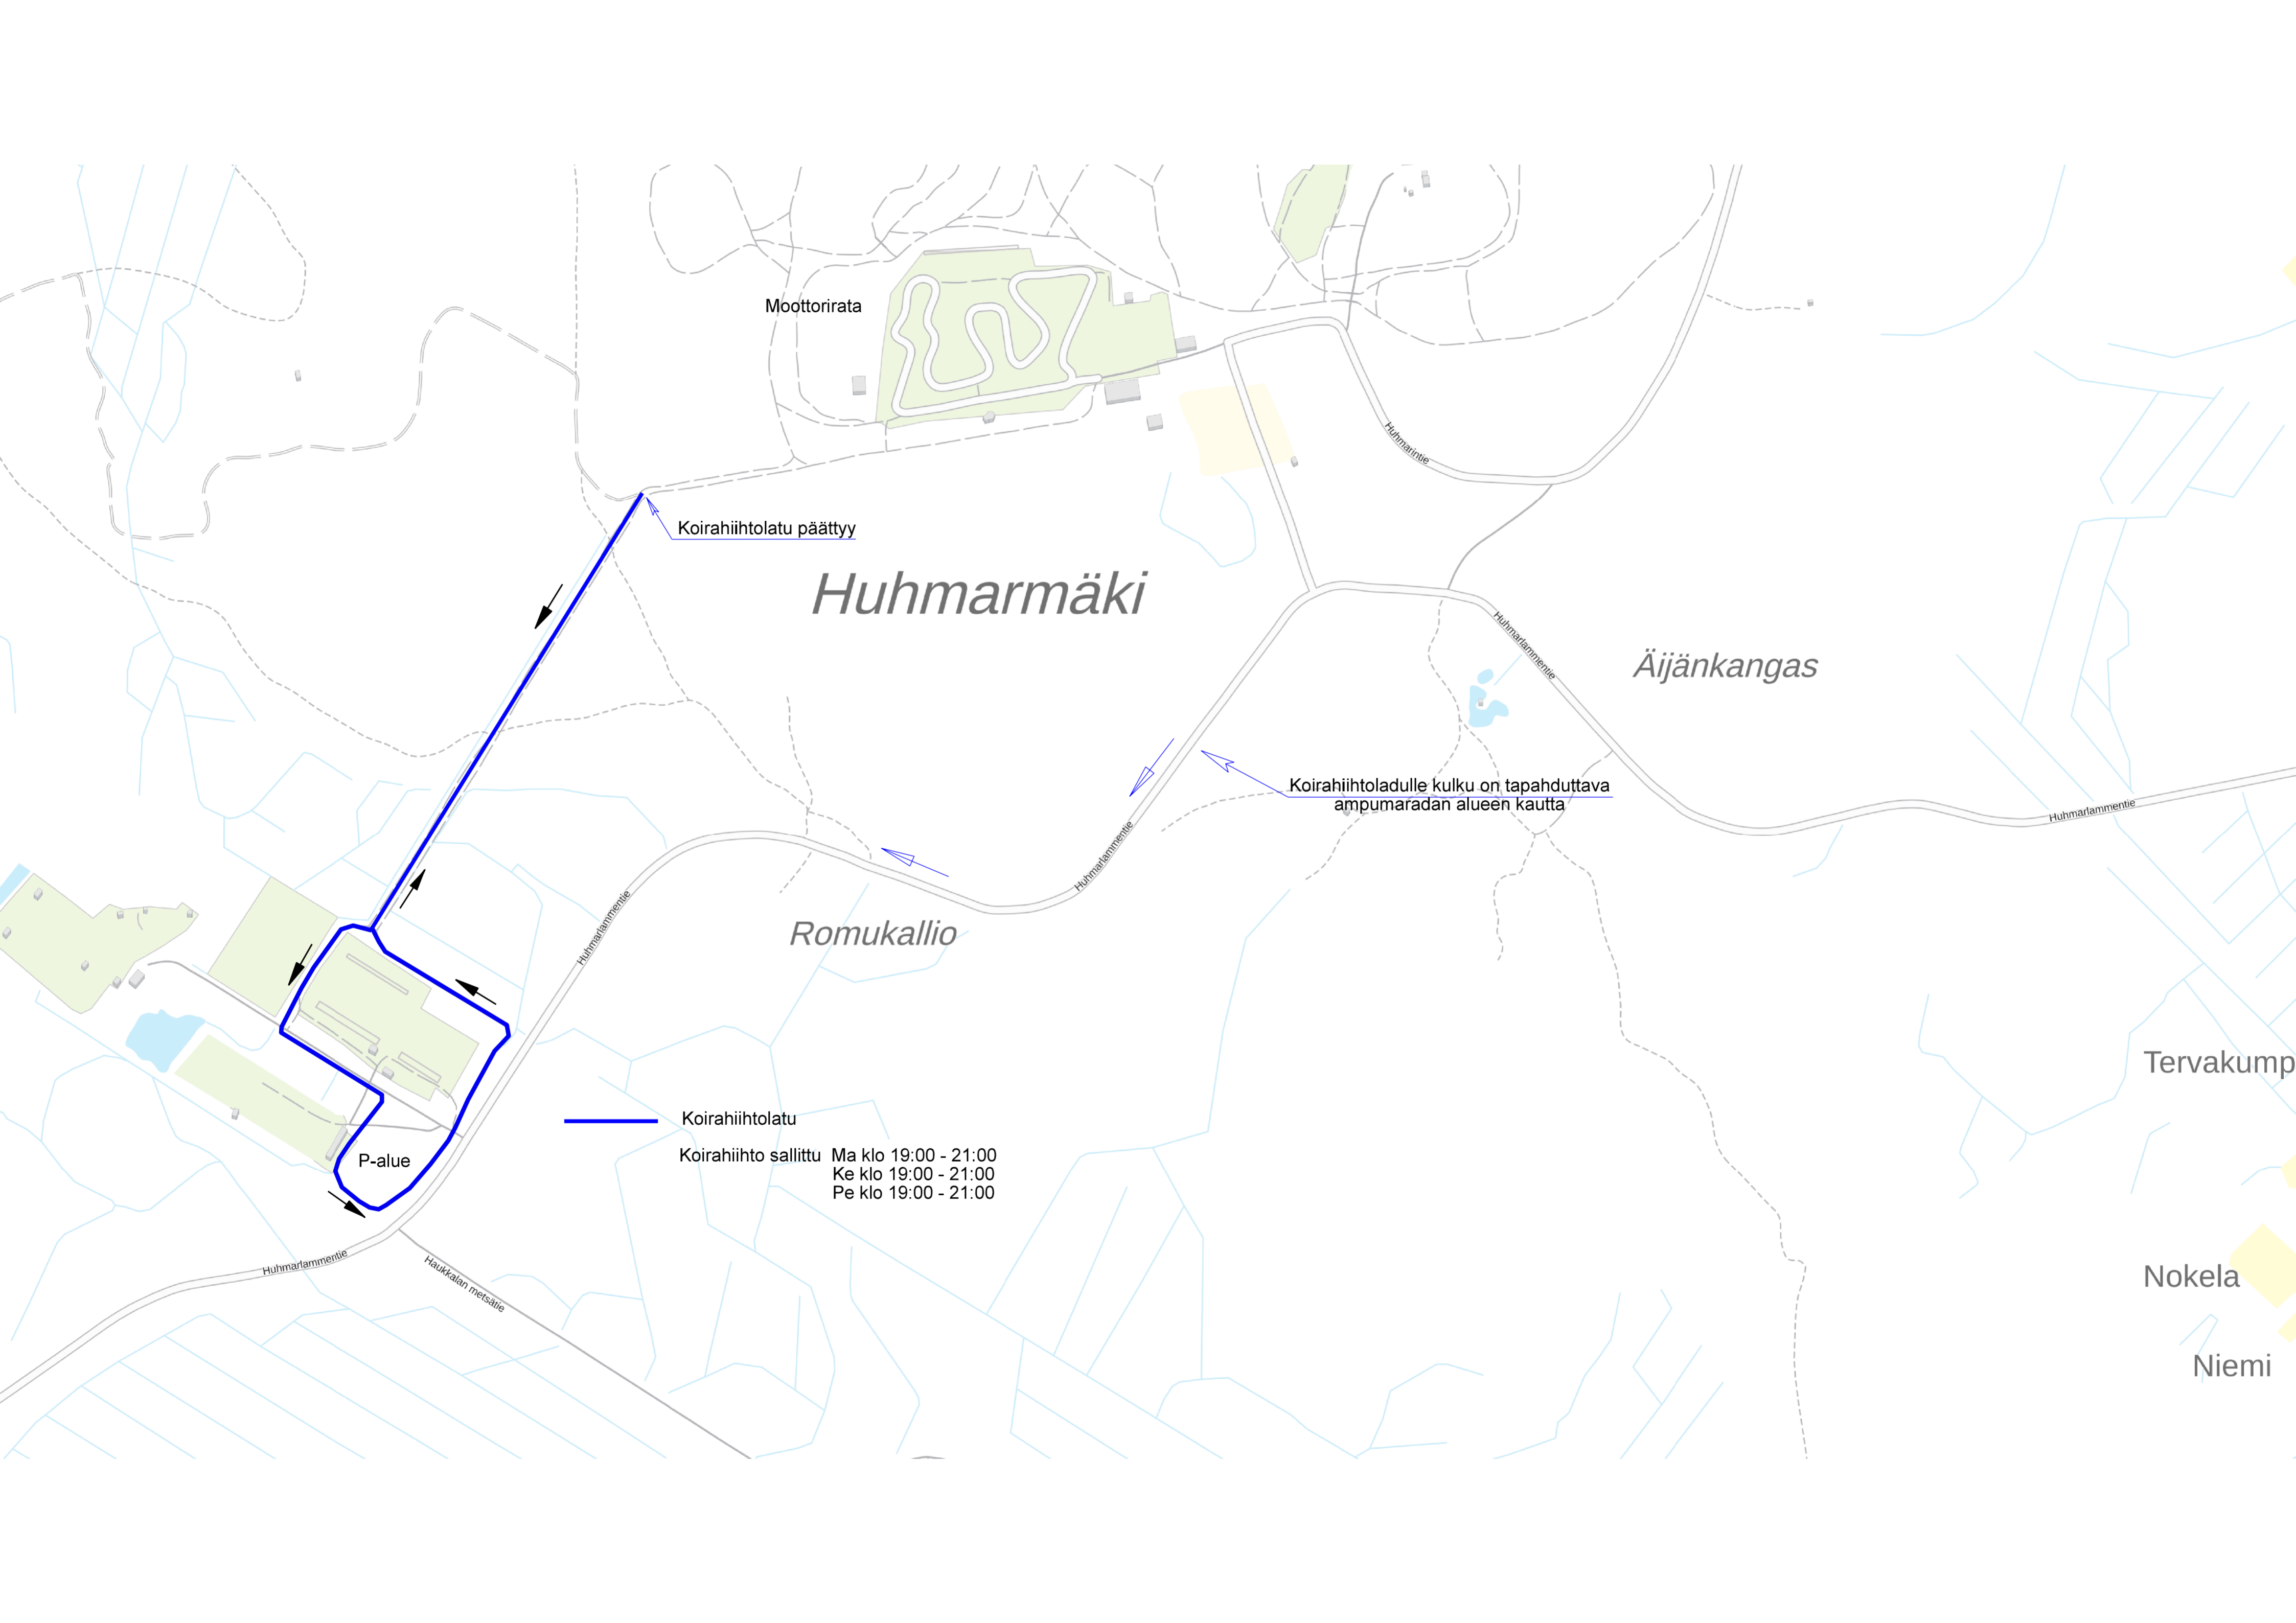 Moottorirata
Huhmarintie
Koirahiihtolatu päättyy
Huhmarmäki
Huhmarlammentie
Äijänkangas
Koirahiihtoladulle kulku on tapahduttava
ampumaradan alueen kautta
Huhmarlammentie
Huhmarlammentie
Huhmarlammentie
Romukallio
Tervakump
Koirahiihtolatu
P-alue
Koirahiihto sallittu Ma klo 19:00 - 21:00
Ke klo 19:00 - 21:00
Pe klo 19:00 - 21:00
Huhmarlammentie
Haukkalan metsätie
Nokela
Niemi